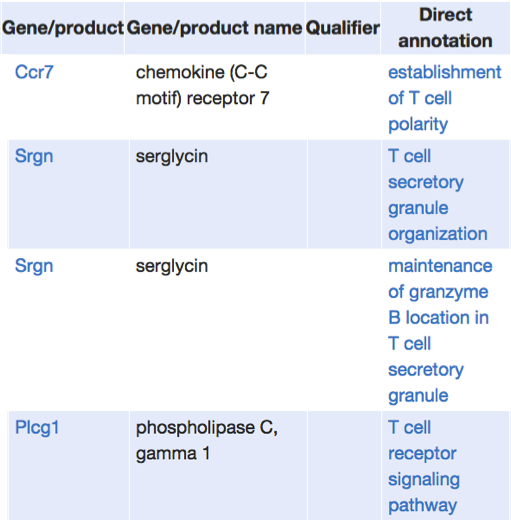 Gene/product Gene/product name Qualifier Direct annotation
Ccr7 chemokine (C-C establishment
motif) receptor 7 of T cell
polarity
Srgn serglycin T cell
secretory
granule
organization
Srgn serglycin maintenance
of granzyme
B location in
T cell
secretory
granule
Plcg1 phospholipase C, T cell
gamma 1 receptor
signaling
pathway